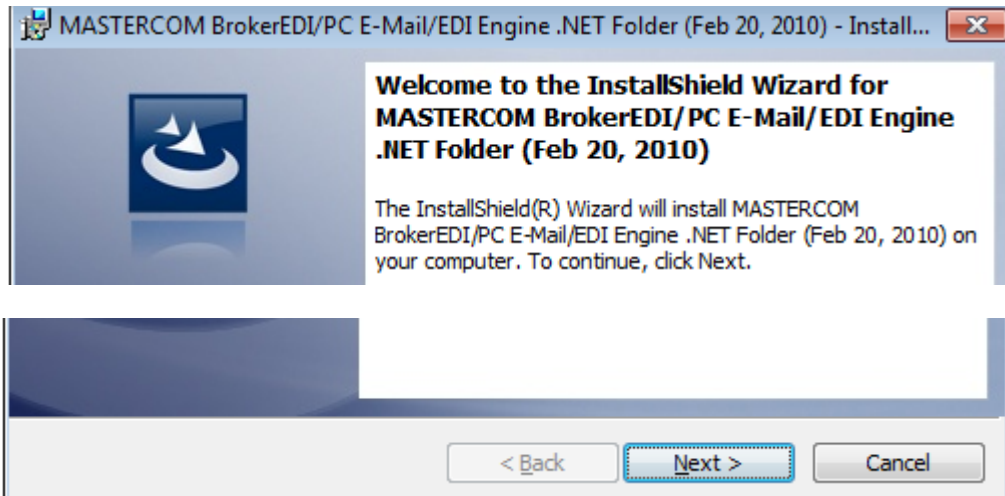 MASTERCOM BrokerEDI/PC E-Mail/EDI Engine .NET Folder (Feb 20, 2010) - Install...
Welcome to the InstallShield Wizard for
MASTERCOM BrokerEDI/PC E-Mail/EDI Engine
.NET Folder (Feb 20, 2010)
The InstallShield(R) Wizard will install MASTERCOM
BrokerEDI/PC E-Mail/EDI Engine .NET Folder (Feb 20, 2010) on
your computer. To continue, click Next.
< Back Next > Cancel